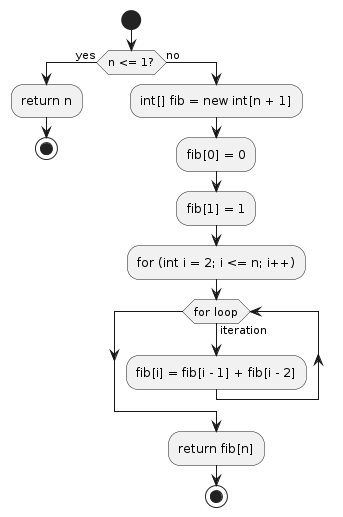 n <= 1?
yes
no
return n
int[] fib = new int[n + 1]
fib[0] = 0
fib[1] = 1
for (int i = 2; i <= n; i++)
for loop
iteration
fib[i] = fib[i - 1] + fib[i - 2]
return fib[n]